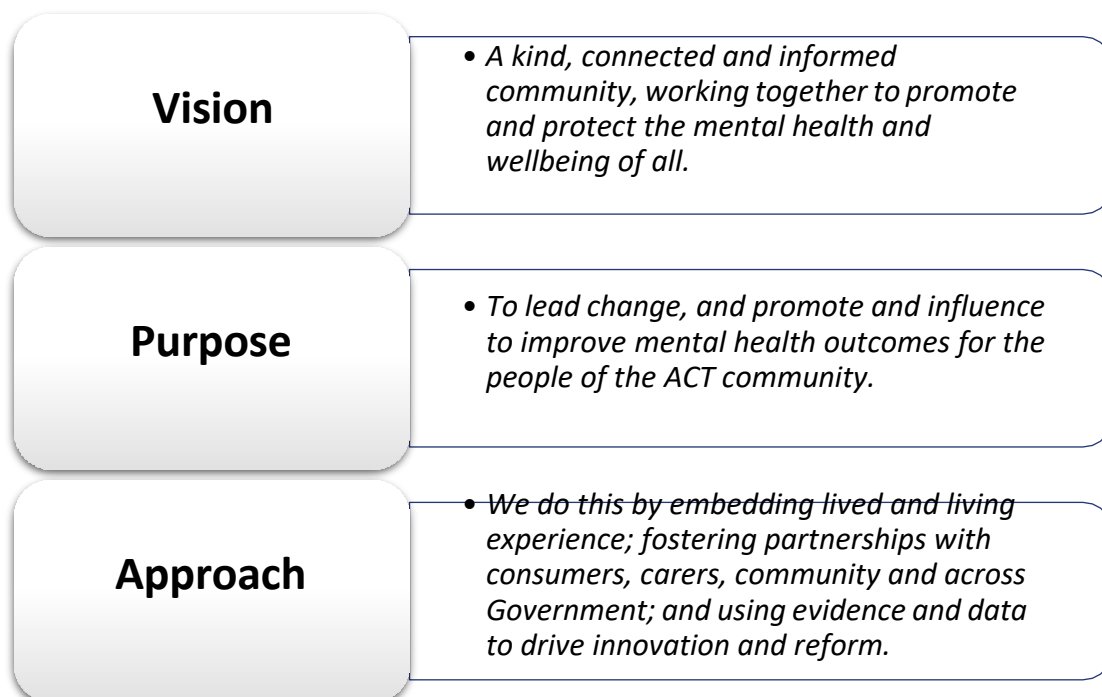 Vision
• A kind, connected and informed
community, working together to promote
and protect the mental health and
wellbeing of all.
Purpose
• To lead change, and promote and influence
to improve mental health outcomes for the
people of the ACT community.
Approach
• We do this by embedding lived and living
experience; fostering partnerships with
consumers, carers, community and across
Government; and using evidence and data
to drive innovation and reform.